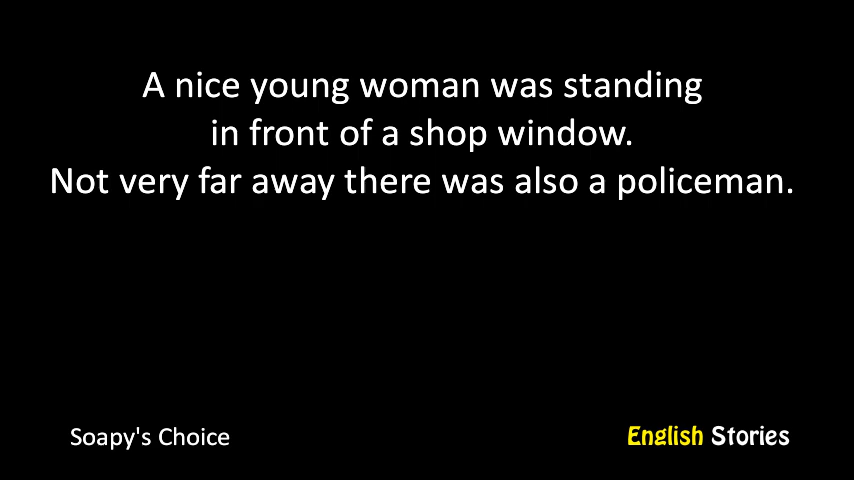 A nice young woman was standing
in front of a shop window.
Not very far away there was also a policeman.
Soapy's Choice
English Stories